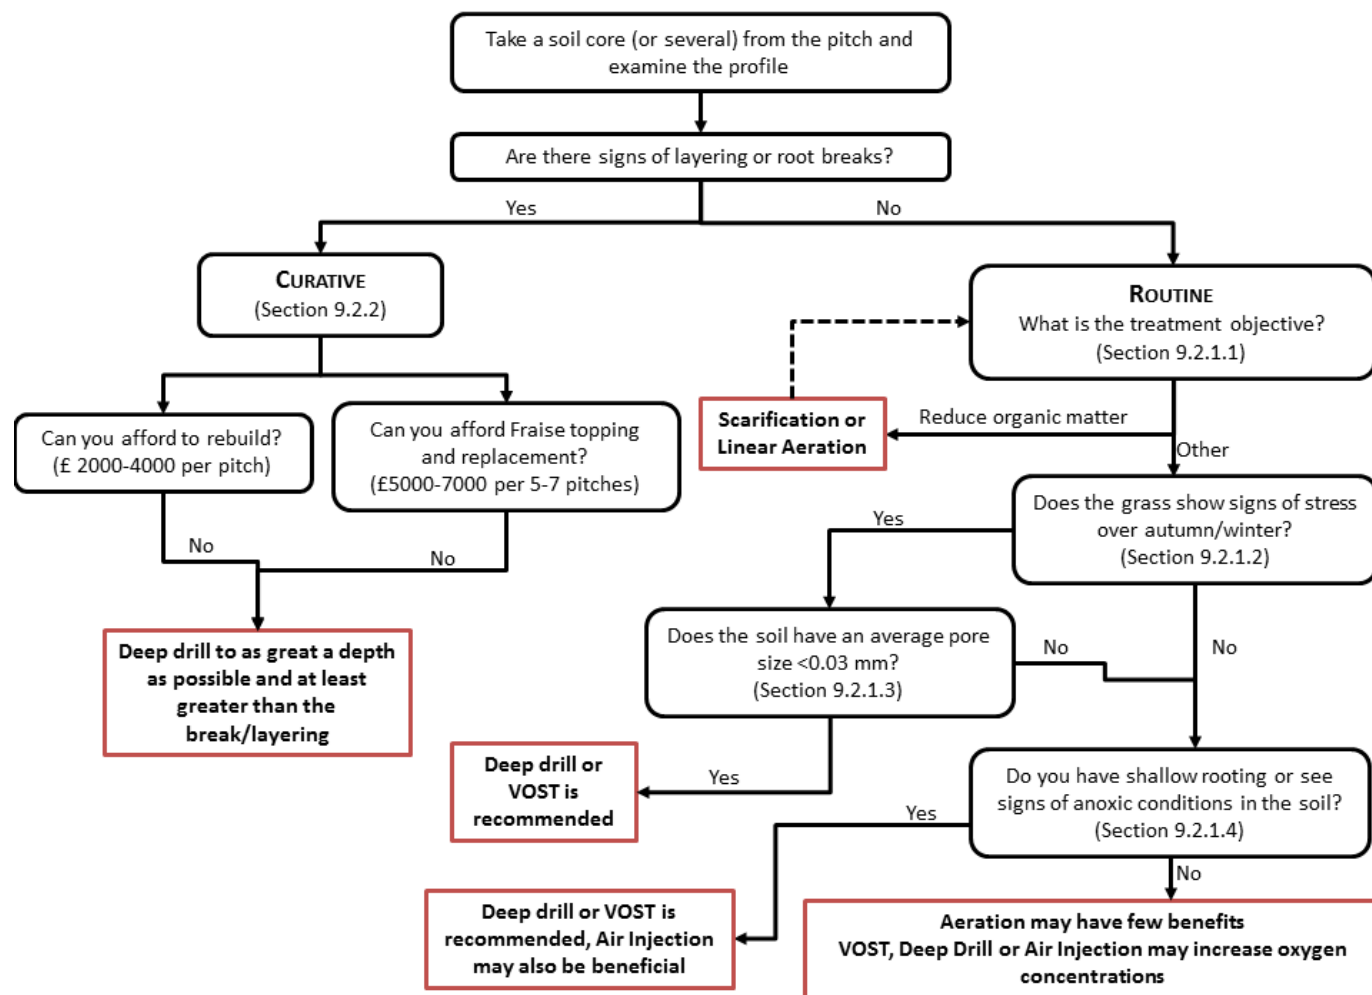 Take a soil core (or several) from the pitch and
examine the profile
Are there signs of layering or root breaks?
Yes
No
CURATIVE
(Section 9.2.2)
ROUTINE
What is the treatment objective?
(Section 9.2.1.1)
Can you afford to rebuild?
(£ 2000-4000 per pitch)
Can you afford Fraise topping
and replacement?
(£5000-7000 per 5-7 pitches)
Scarification or
Linear Aeration
Reduce organic matter
Other
No
No
Deep drill to as great a depth
as possible and at least
greater than the
break/layering
Does the grass show signs of stress
over autumn/winter?
(Section 9.2.1.2)
Yes
No
Does the soil have an average pore
size <0.03 mm?
(Section 9.2.1.3)
No
Yes
Deep drill or
VOST is
recommended
Do you have shallow rooting or see
signs of anoxic conditions in the soil?
(Section 9.2.1.4)
Yes
No
Deep drill or VOST is
recommended, Air Injection
may also be beneficial
Aeration may have few benefits
VOST, Deep Drill or Air Injection may increase oxygen
concentrations